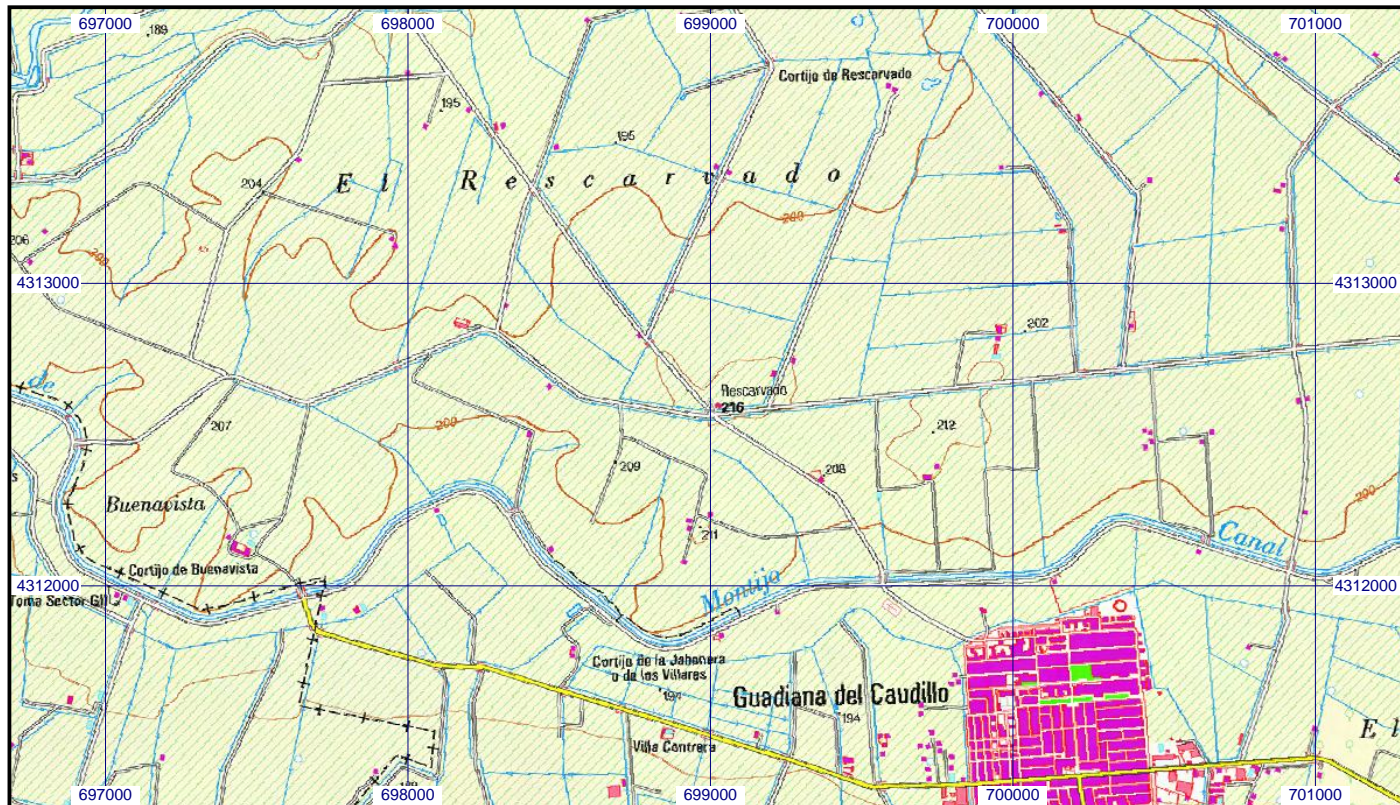 697000 698000 699000 700000 701000
189
Cortijo de Rescarvado
195
195
El Rescarvado
204
200
206
200
4313000 4313000
202
de
Rescarvado
216
200
207
212
209
208
200
Buenavista
211
Canal
Cortijo de Buenavista
4312000 4312000
Toma Sector G
Montijo
Cortijo de la Jabonera
o de los Villares
191
Guadiana del Caudillo
194
Villa Contrera
El
697000 698000 699000 700000 701000